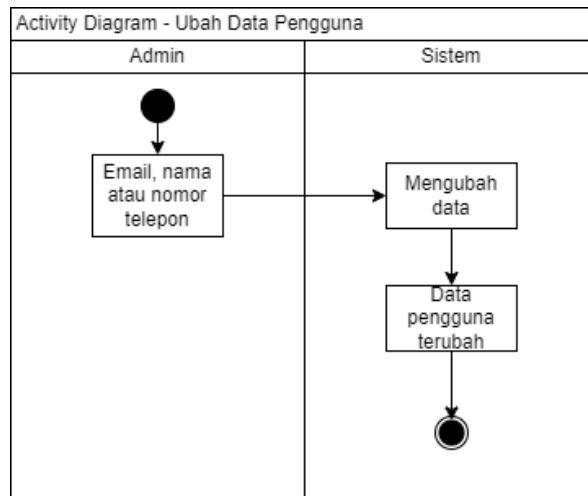 Activity Diagram - Ubah Data Pengguna
Admin
Sistem
Email, nama
atau nomor
telepon
Mengubah
data
Data
pengguna
terubah